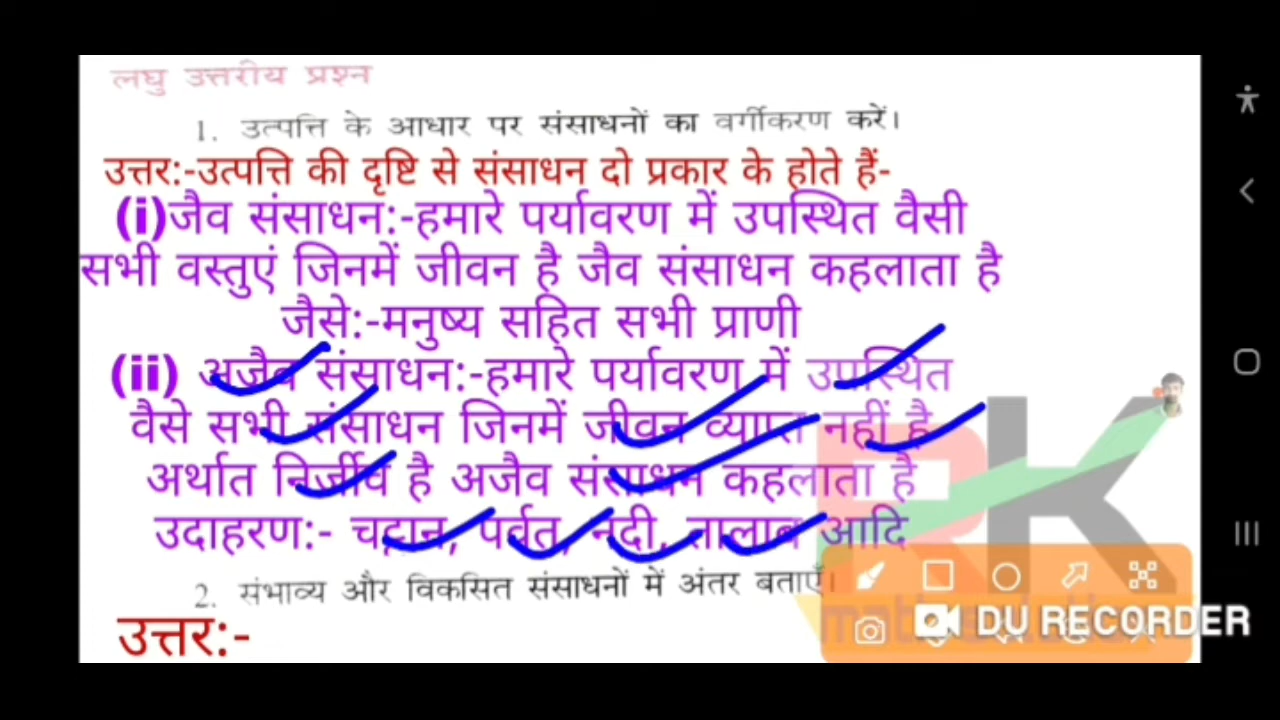 लघु उत्तरीय प्रश्न
1. उत्पत्ति के आधार पर संसाधनों का वर्गीकरण करें।
उत्तर:-उत्पत्ति की दृष्टि से संसाधन दो प्रकार के होते हैं-
(i)जैव संसाधन:-हमारे पर्यावरण में उपस्थित वैसी
सभी वस्तुएं जिनमें जीवन है जैव संसाधन कहलाता है
जैसे:-मनुष्य सहित सभी प्राणी
(ii) अजैव संसाधन:-हमारे पर्यावरण में उपस्थित
वैसे सभी संसाधन जिनमें जीवन व्याप्त नहीं है
अर्थात निर्जीव है अजैव संसाधन कहलाता है
उदाहरण:- चट्टान, पर्वत, नदी, तालाब आदि
2. संभाव्य और विकसित संसाधनों में अंतर बताएँ।
उत्तर:-
RK
DU RECORDER